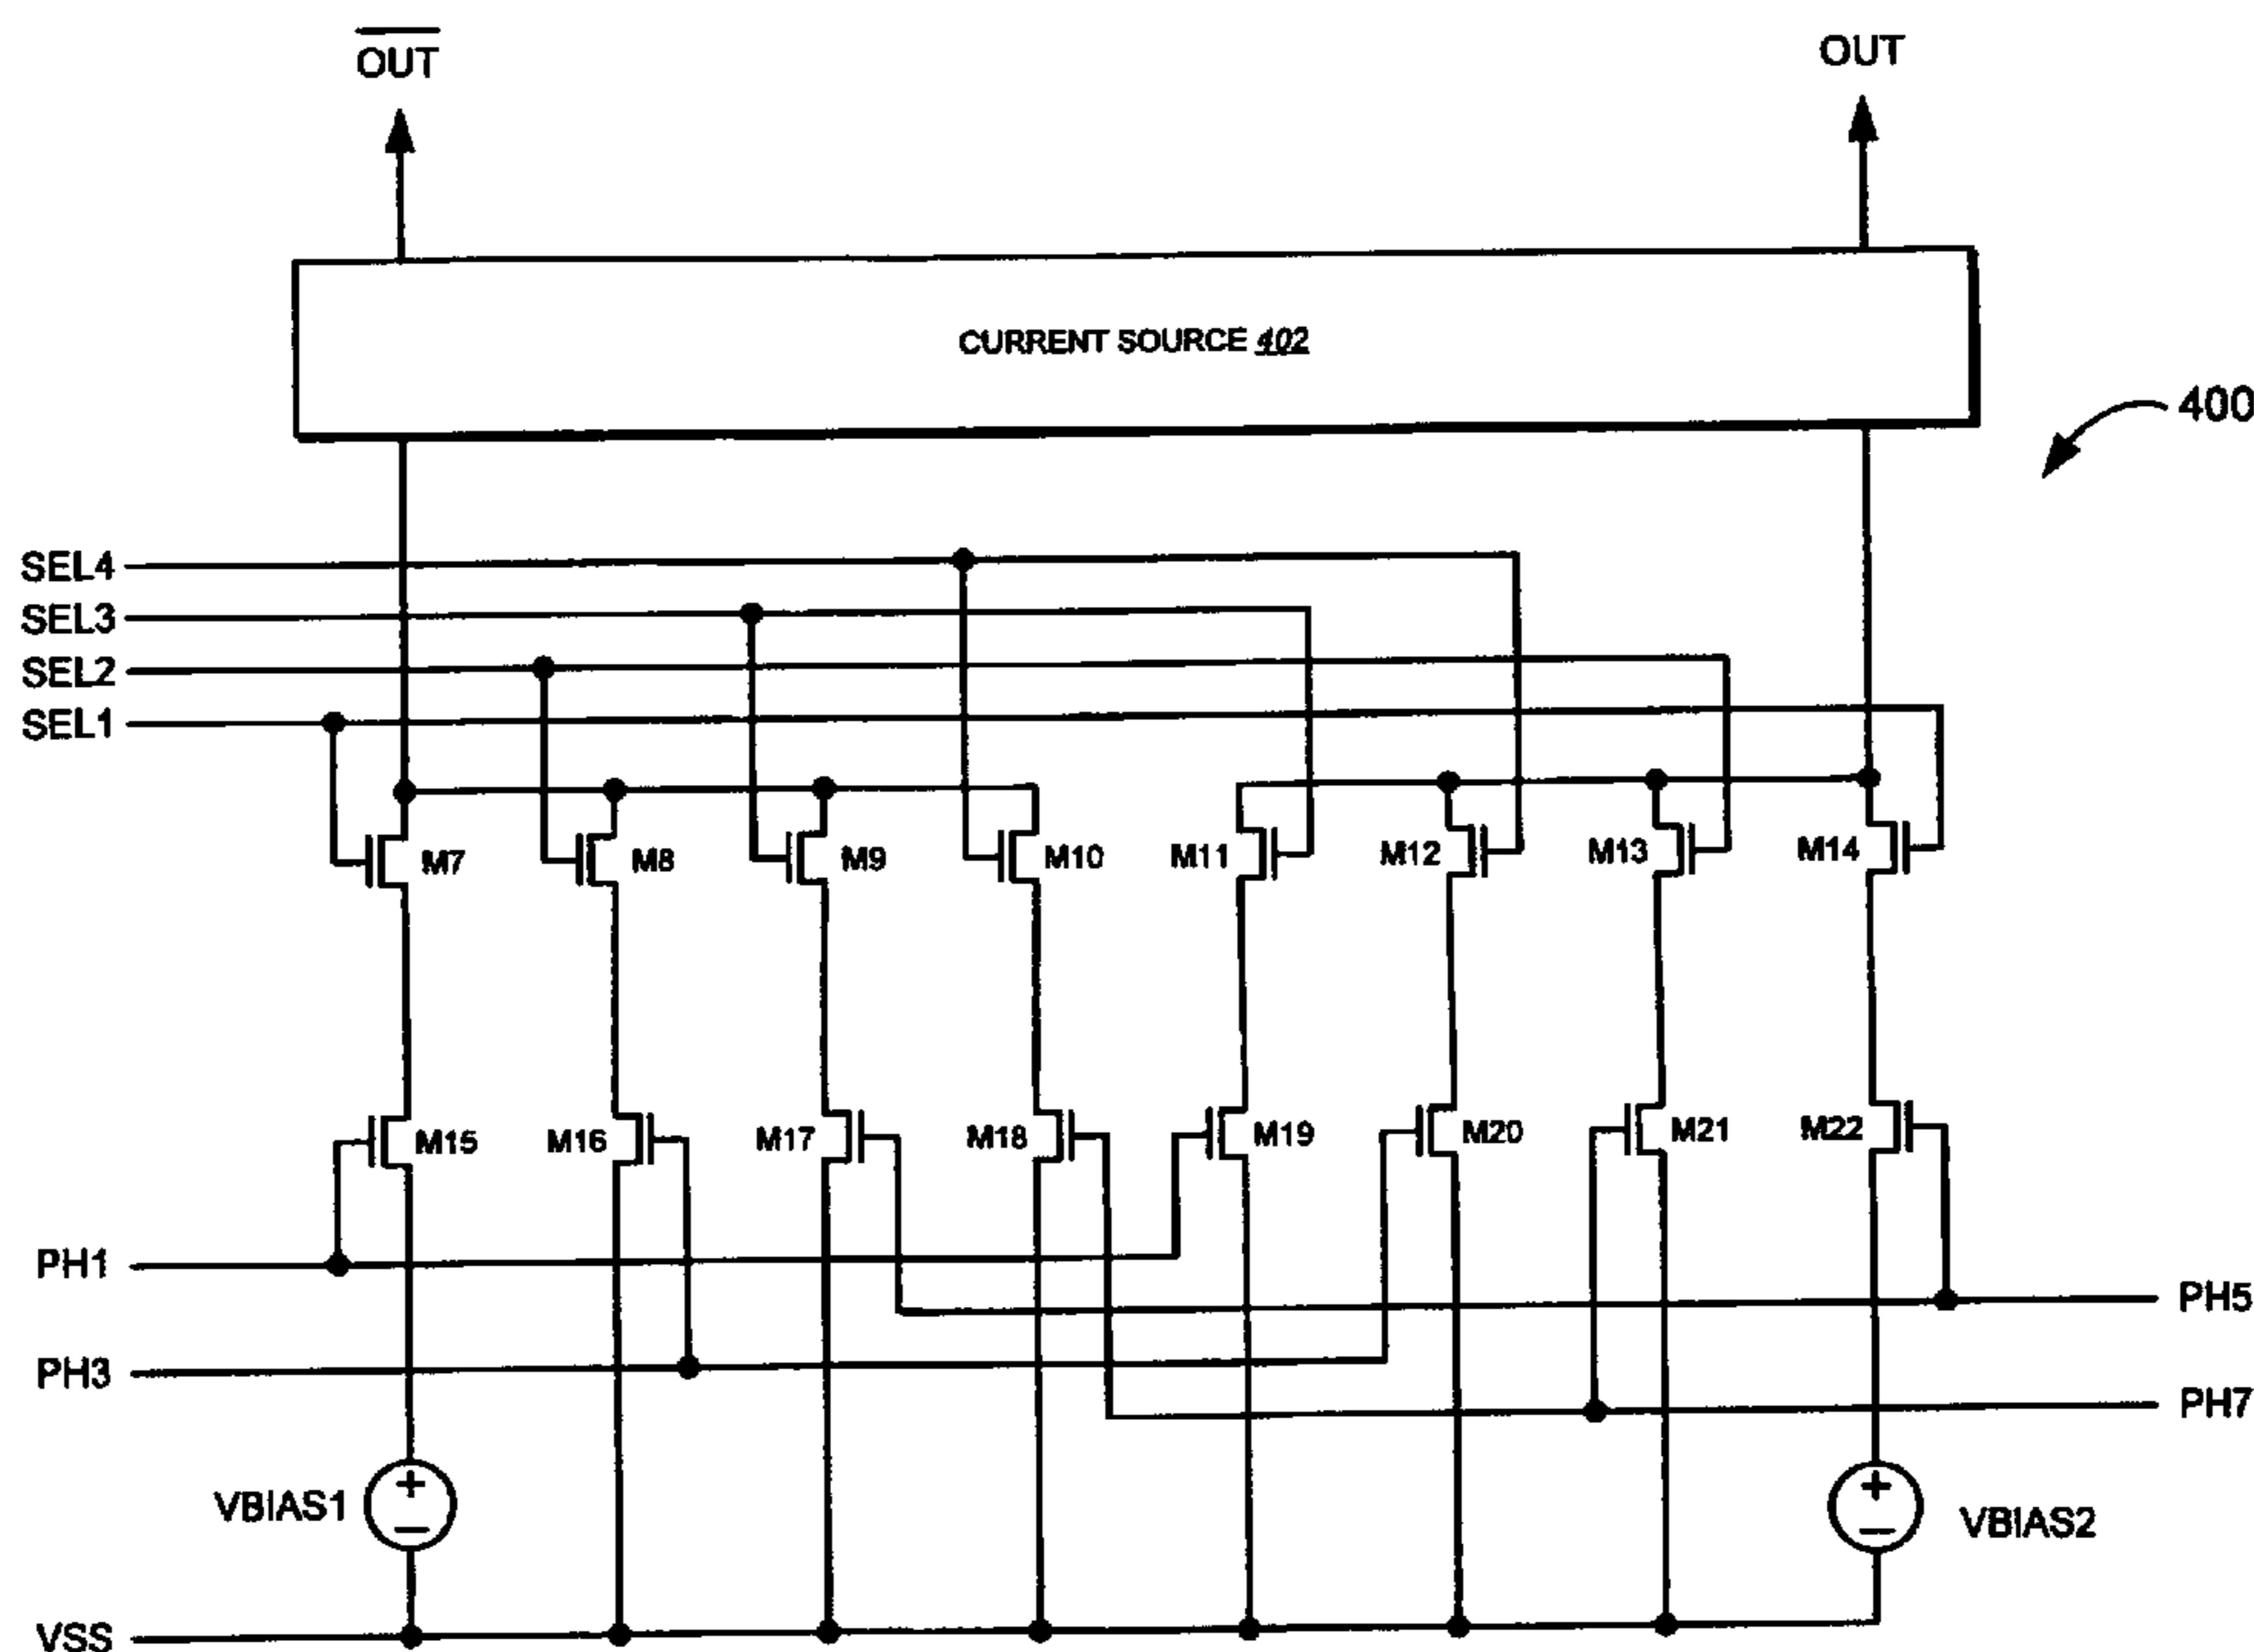 OUT OUT
CURRENT SOURCE 402
400
SEL4
SEL3
SEL2
SEL1
M7 M8 M9 M10 M11 M12 M13 M14
M15 M16 M17 M18 M19 M20 M21 M22
PH1
PH5
PH3
PH7
VBIAS1 + − + − VBIAS2
VSS